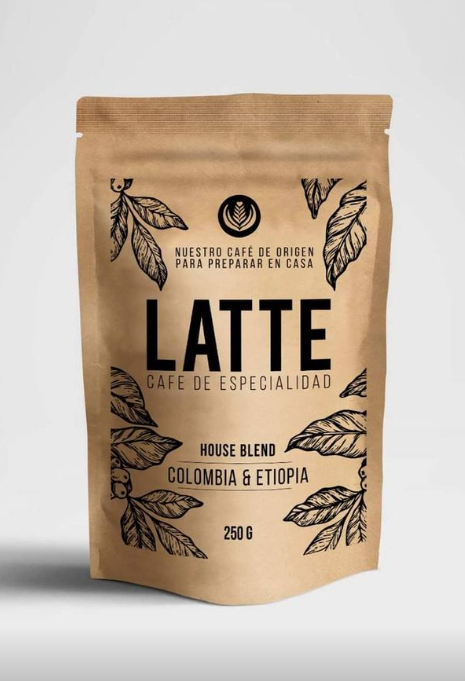 NUESTRO CAFÉ DE ORIGEN
PARA PREPARAR EN CASA
LATTE
CAFE DE ESPECIALIDAD
HOUSE BLEND
COLOMBIA & ETIOPIA
250 G